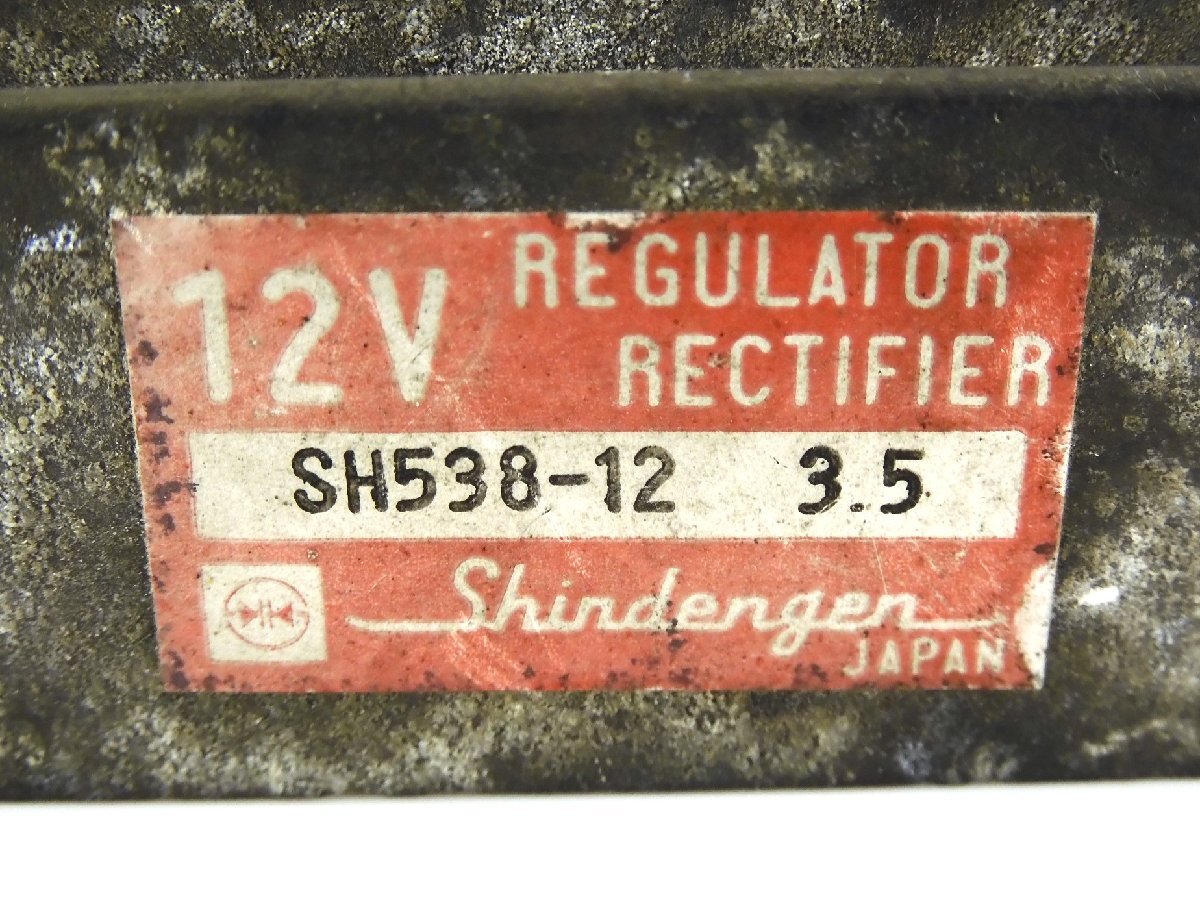 12V REGULATOR
RECTIFIER
SH538-12 3.5
Shindengen
JAPAN